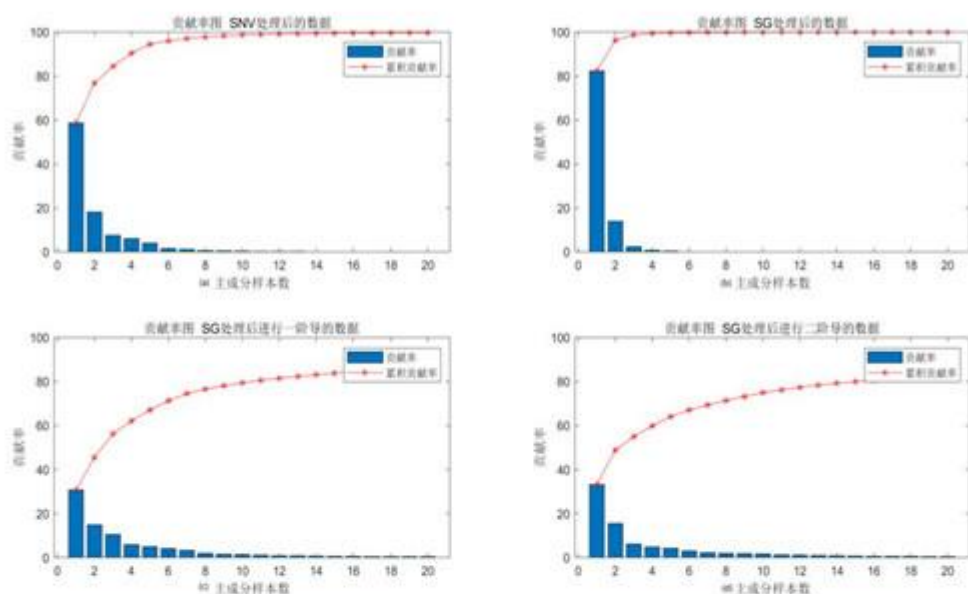 贡献率图 SNV处理后的数据
100
80
60
40
20
0
贡献率
贡献率
累积贡献率
0 2 4 6 8 10 12 14 16 18 20
(a) 主成分样本数
贡献率图 SG处理后的数据
100
80
60
40
20
0
贡献率
贡献率
累积贡献率
0 2 4 6 8 10 12 14 16 18 20
(b) 主成分样本数
贡献率图 SG处理后进行一阶导的数据
100
80
60
40
20
0
贡献率
贡献率
累积贡献率
0 2 4 6 8 10 12 14 16 18 20
(c) 主成分样本数
贡献率图 SG处理后进行二阶导的数据
100
80
60
40
20
0
贡献率
贡献率
累积贡献率
0 2 4 6 8 10 12 14 16 18 20
(d) 主成分样本数